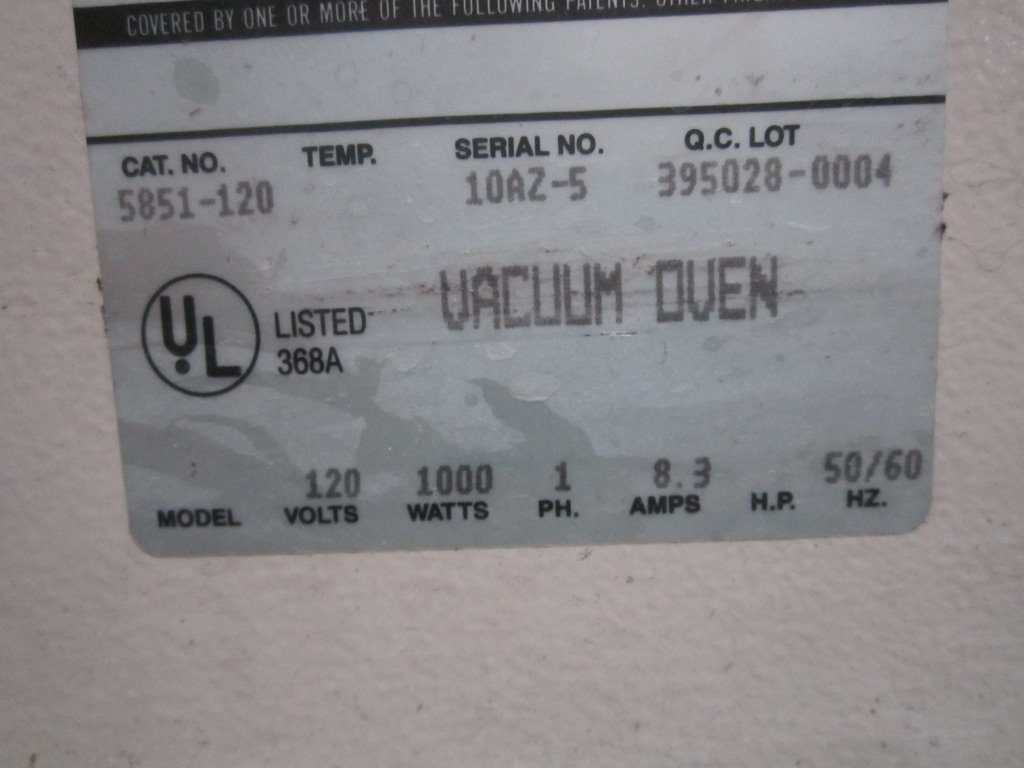 COVERED BY ONE OR MORE OF THE FOLLOWING PATENTS. OTHER
CAT. NO. TEMP. SERIAL NO. Q.C. LOT
5851-120 10AZ-5 395028-0004
VACUUM OVEN
UL LISTED
368A
120 1000 1 8.3 50/60
MODEL VOLTS WATTS PH. AMPS H.P. HZ.